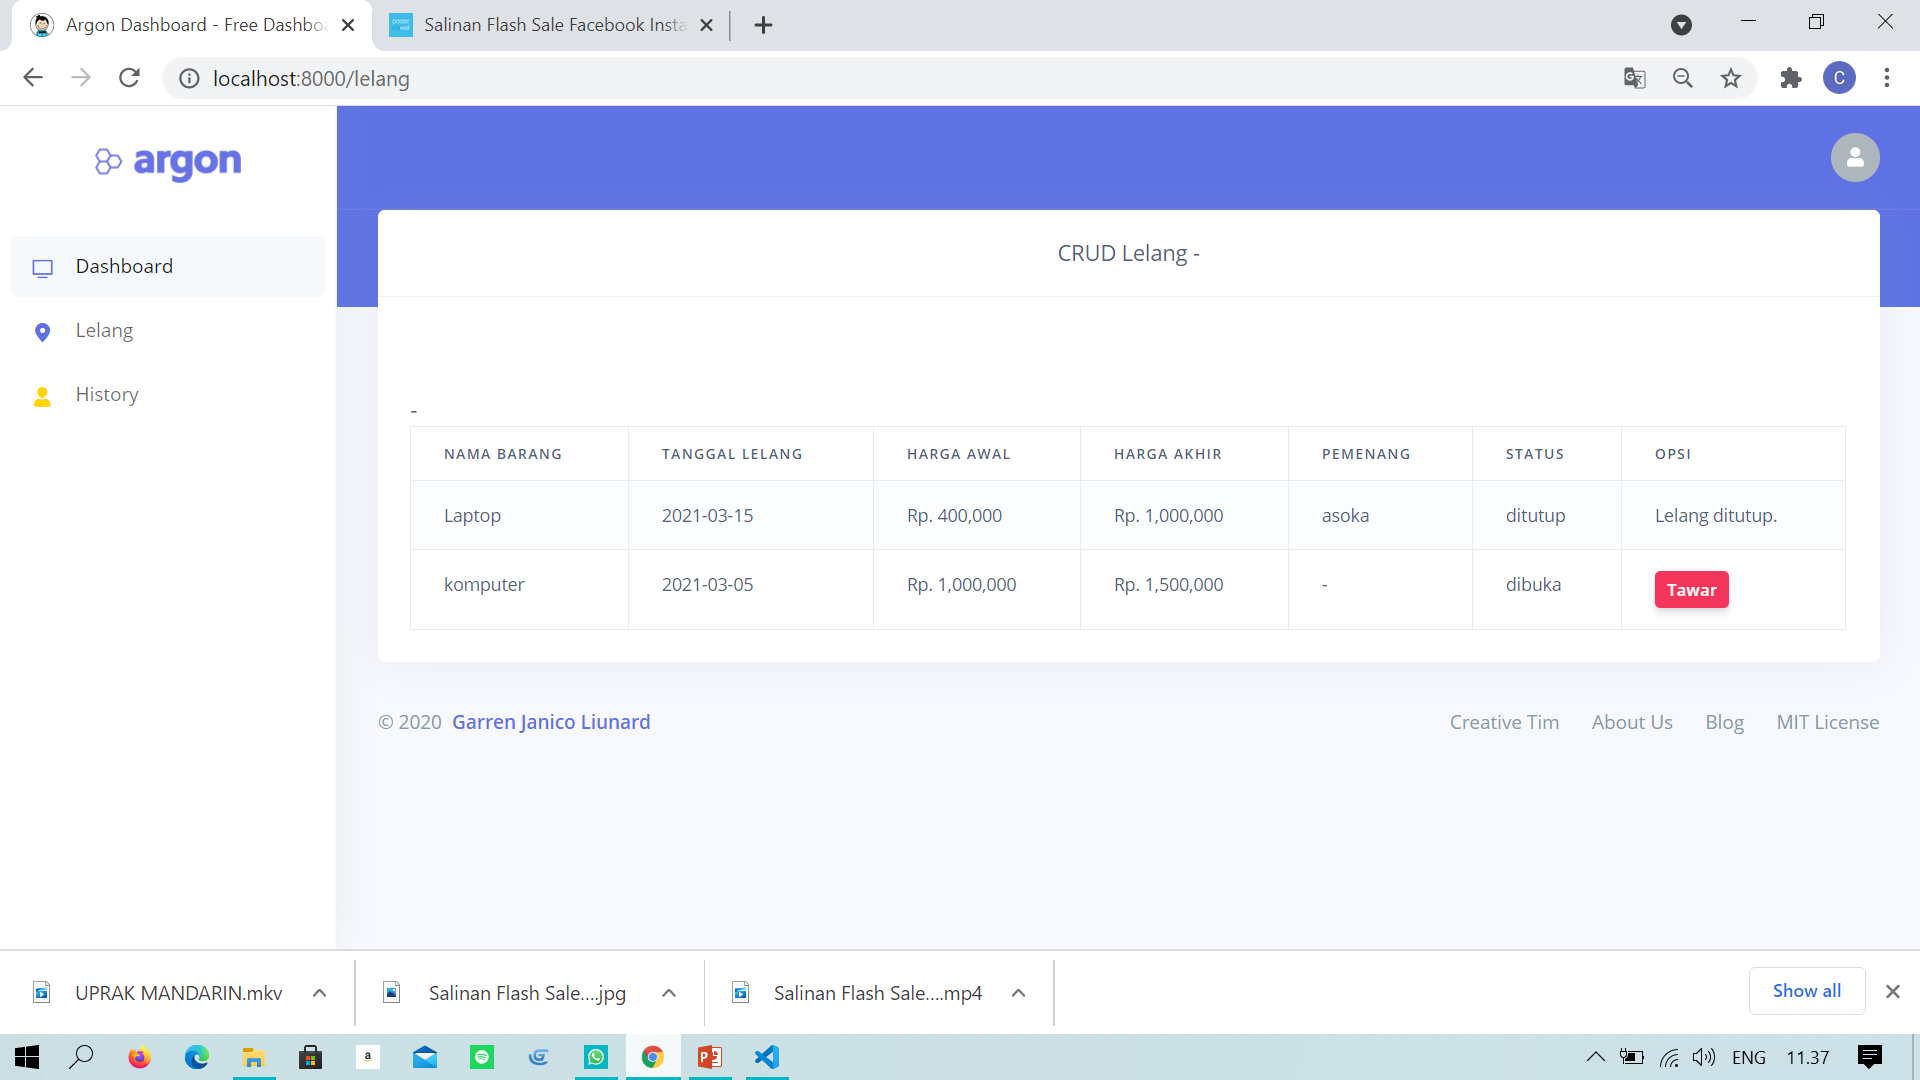 Argon Dashboard - Free Dashboa
Salinan Flash Sale Facebook Insta
localhost:8000/lelang
C
argon
Dashboard
Lelang
History
CRUD Lelang -
-
NAMA BARANG TANGGAL LELANG HARGA AWAL HARGA AKHIR PEMENANG STATUS OPSI
Laptop 2021-03-15 Rp. 400,000 Rp. 1,000,000 asoka ditutup Lelang ditutup.
komputer 2021-03-05 Rp. 1,000,000 Rp. 1,500,000 - dibuka Tawar
© 2020 Garren Janico Liunard
Creative Tim About Us Blog MIT License
UPRAK MANDARIN.mkv
Salinan Flash Sale....jpg
Salinan Flash Sale....mp4
Show all
ENG 11.37